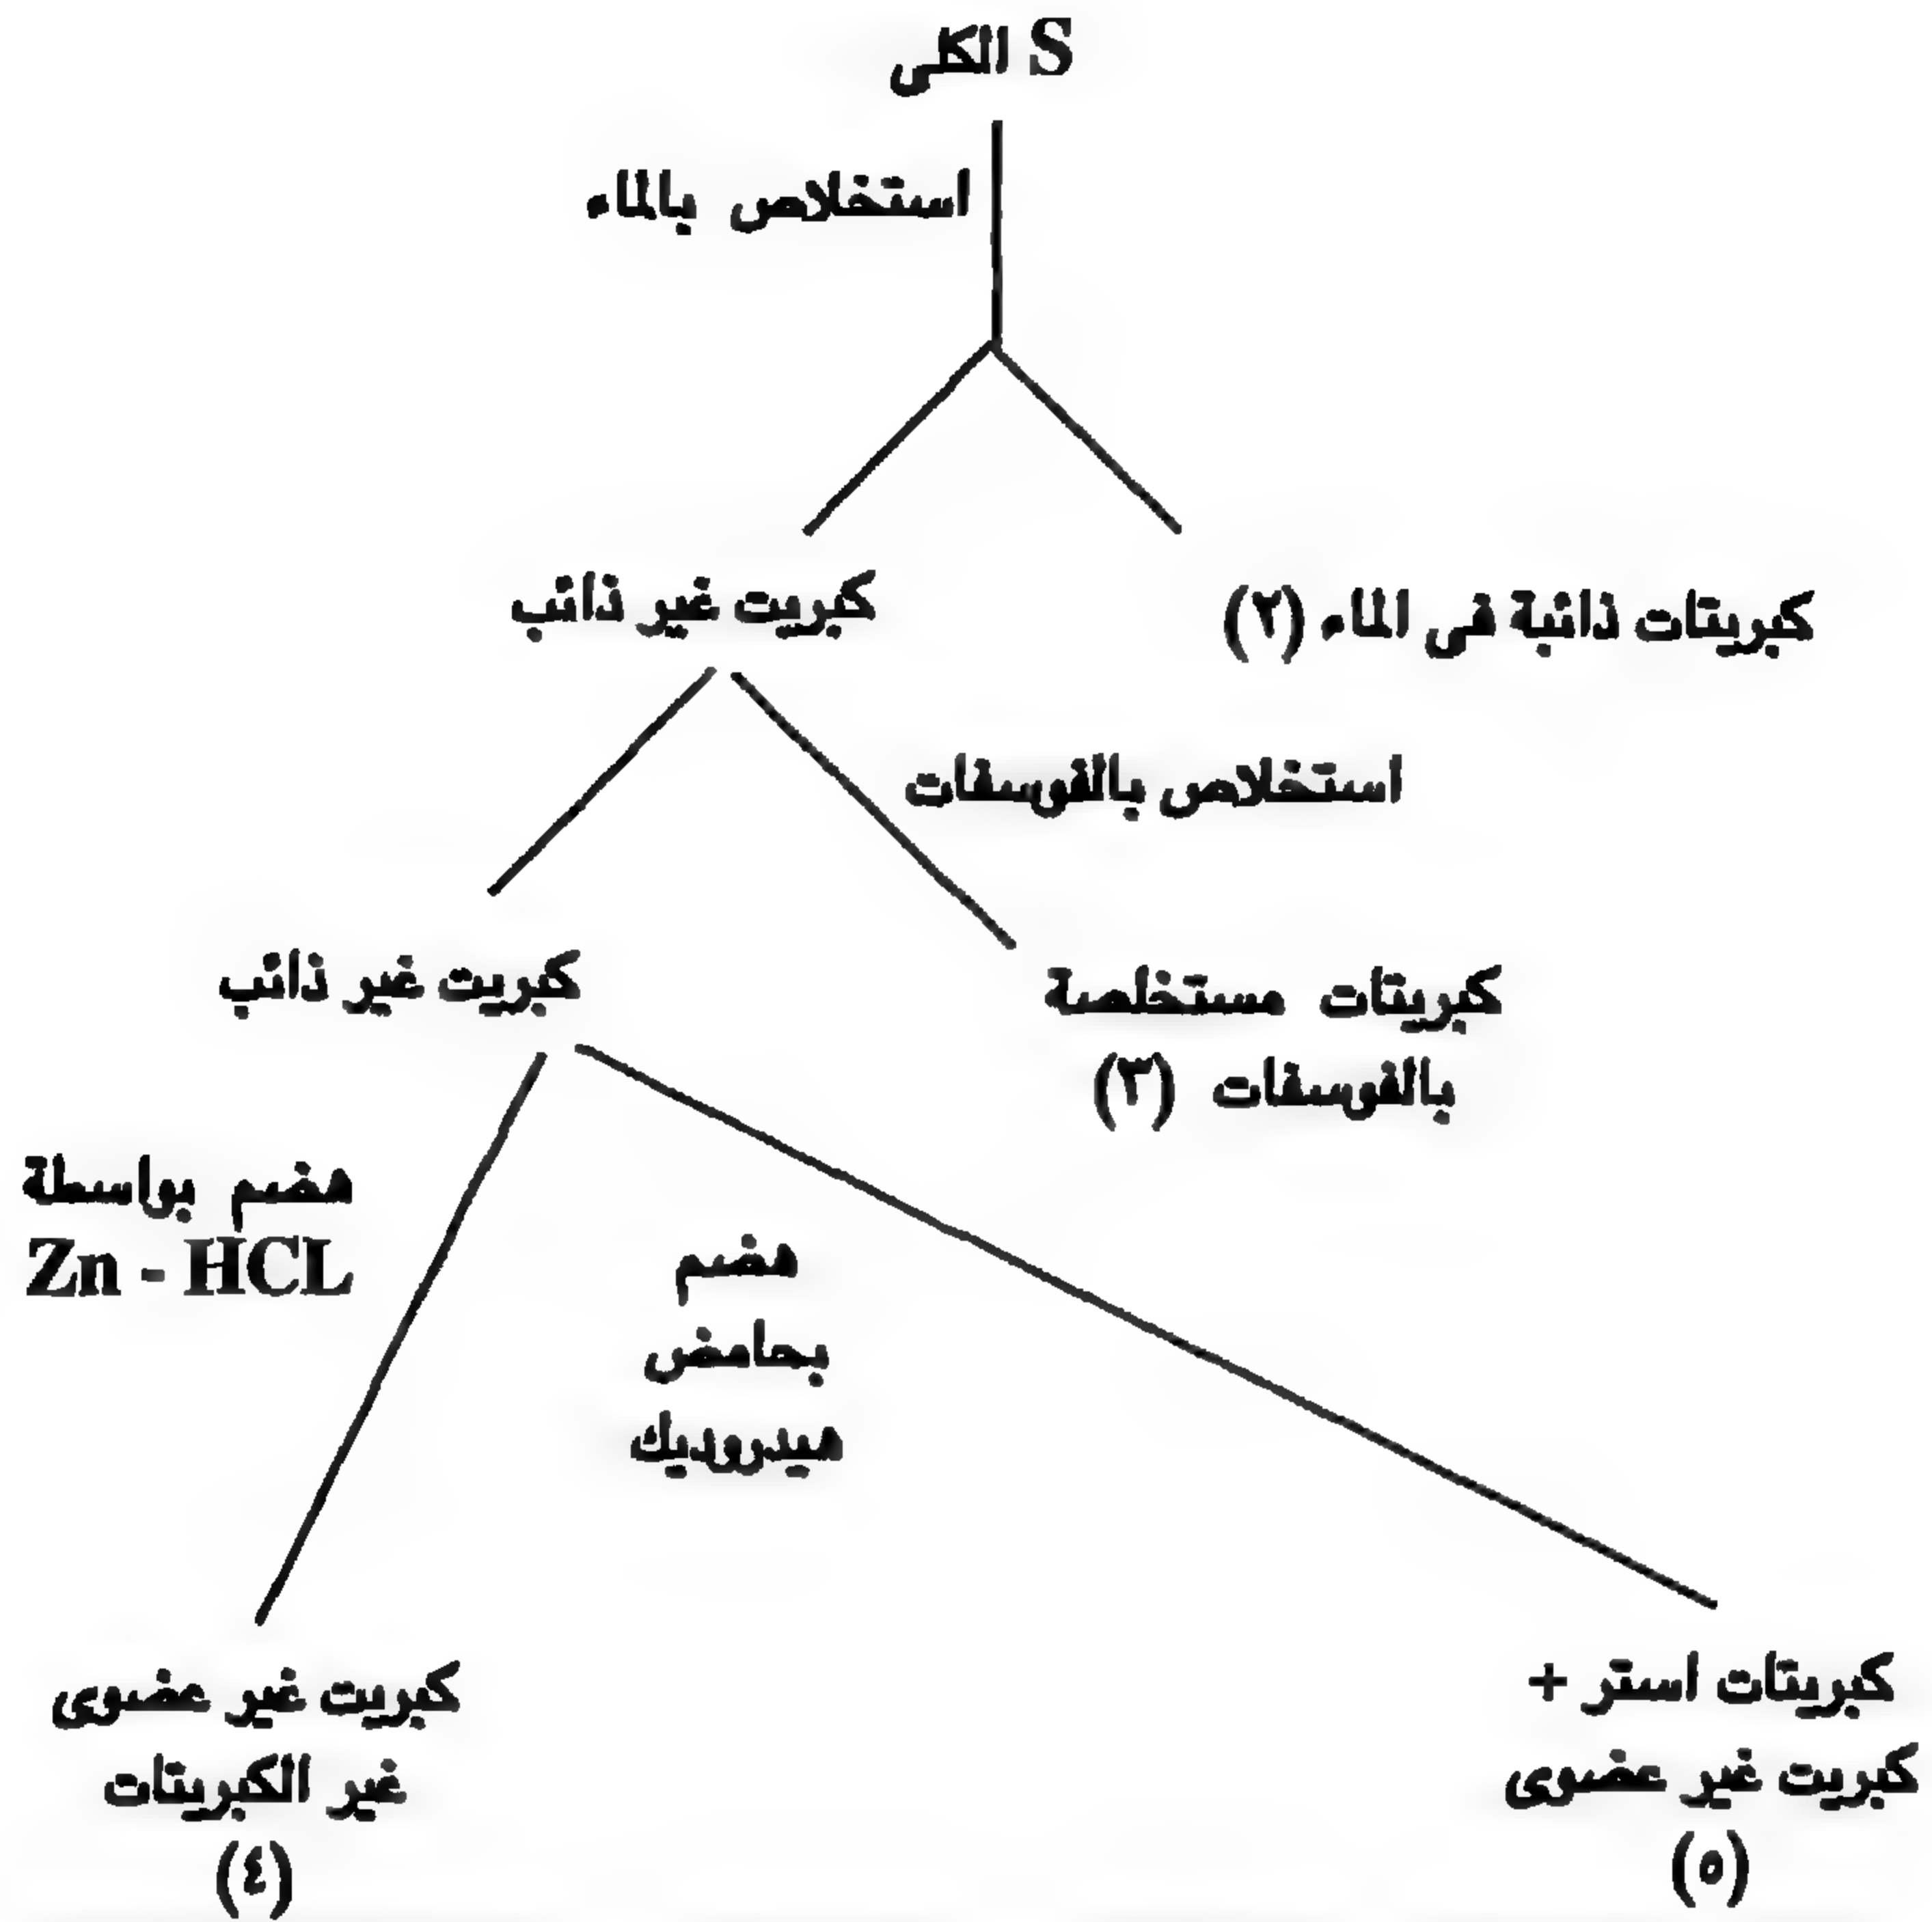 S الكلى
استخلاص بالماء
كبريتات ذائبة فى الماء (٢)
كبريت غير ذائب
استخلاص بالفوسفات
كبريت غير ذائب
كبريتات مستخلصة
بالفوسفات (٣)
هضم بواسطة
Zn - HCL
هضم
بحامض
هيدروديك
كبريتات استر +
كبريت غير عضوى
(٥)
كبريت غير عضوى
غير الكبريتات
(٤)